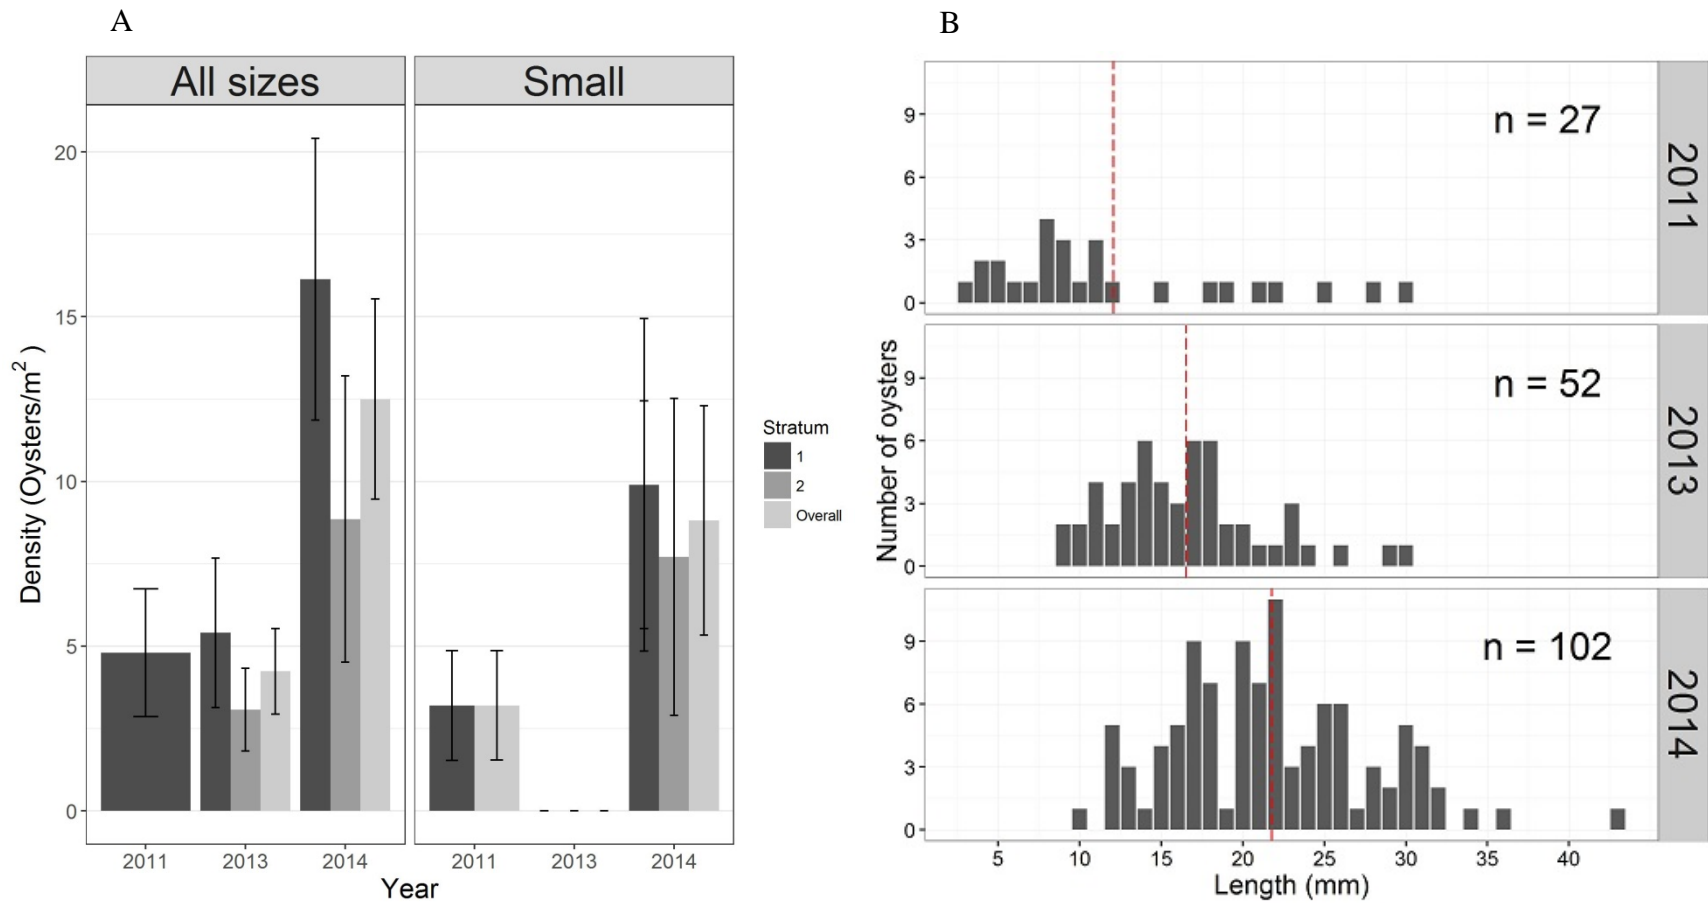 A
All sizes
Small
20
15
10
5
0
Density (Oysters/m²)
2011 2013 2014
2011 2013 2014
Year
Stratum
1
2
Overall
B
9
6
3
0
n = 27
2011
9
6
3
0
n = 52
2013
Number of oysters
9
6
3
0
n = 102
2014
5 10 15 20 25 30 35 40
Length (mm)